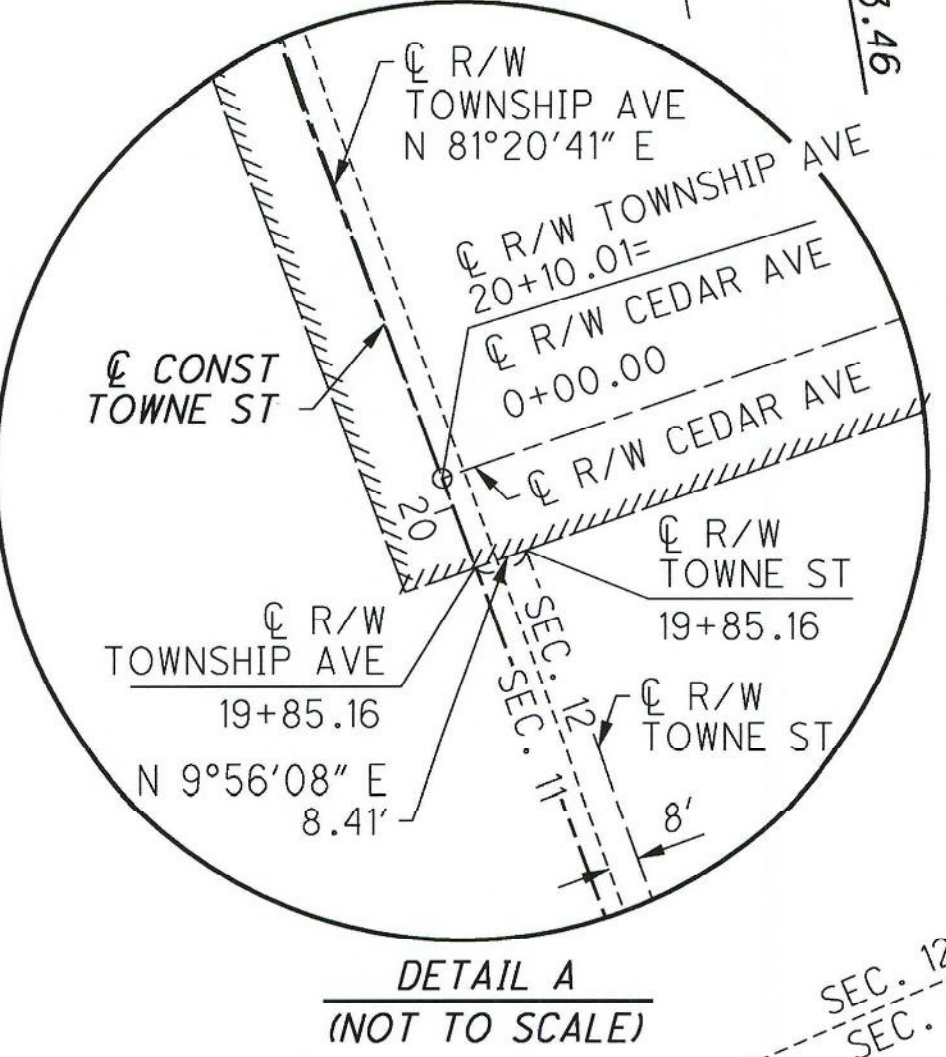 3.46
℄ R/W
TOWNSHIP AVE
N 81°20'41" E
℄ R/W TOWNSHIP AVE
20+10.01=
℄ R/W CEDAR AVE
0+00.00
℄ CONST
TOWNE ST
℄ R/W CEDAR AVE
20
℄ R/W
TOWNE ST
19+85.16
℄ R/W
TOWNSHIP AVE
19+85.16
SEC. 12
SEC. 11
℄ R/W
TOWNE ST
N 9°56'08" E
8.41'
8'
DETAIL A
(NOT TO SCALE)
SEC. 12
SEC.